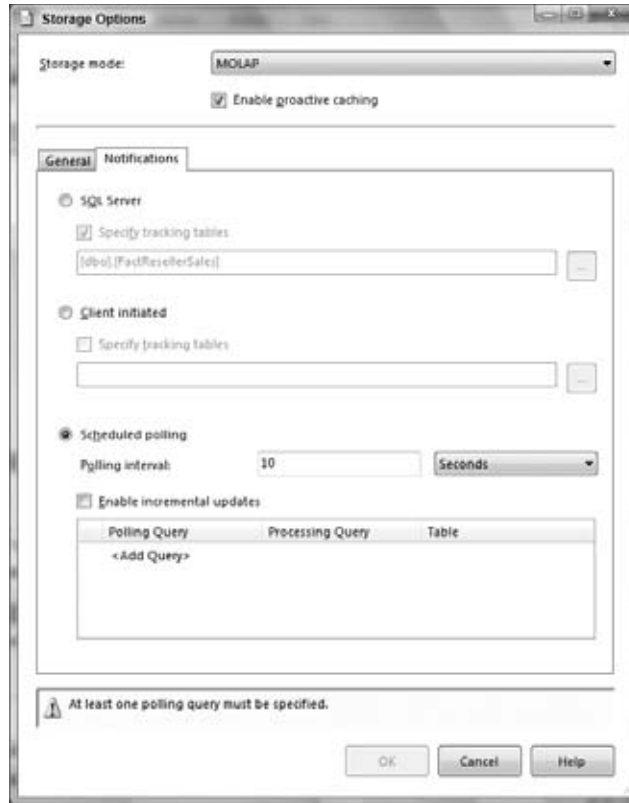 Storage Options
Storage mode: MOLAP
Enable proactive caching
General Notifications
SQL Server
Specify tracking tables
[dbo].[FactResellerSales]
...
Client initiated
Specify tracking tables
...
Scheduled polling
Polling interval: 10 Seconds
Enable incremental updates
Polling Query Processing Query Table
<Add Query>
At least one polling query must be specified.
OK Cancel Help